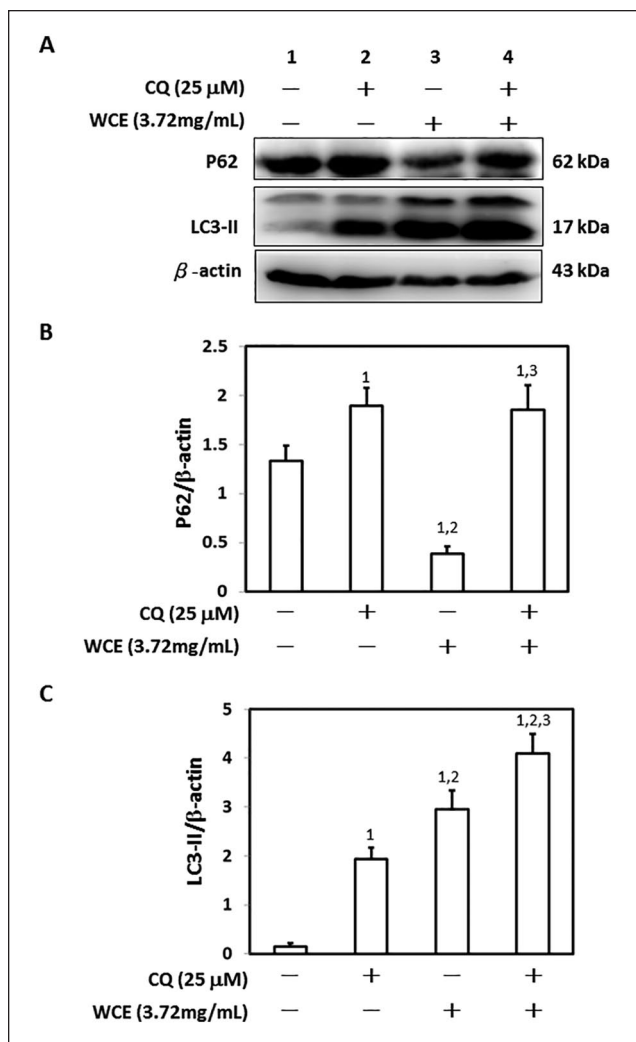 A
1 2 3 4
CQ (25 μM) − + − +
WCE (3.72mg/mL) − − + +
P62 62 kDa
LC3-II 17 kDa
β-actin 43 kDa
B
2.5
2
1.5
1
0.5
0
P62/β-actin
1
1,2
1,3
CQ (25 μM) − + − +
WCE (3.72mg/mL) − − + +
C
5
4
3
2
1
0
LC3-II/β-actin
1
1,2
1,2,3
CQ (25 μM) − + − +
WCE (3.72mg/mL) − − + +